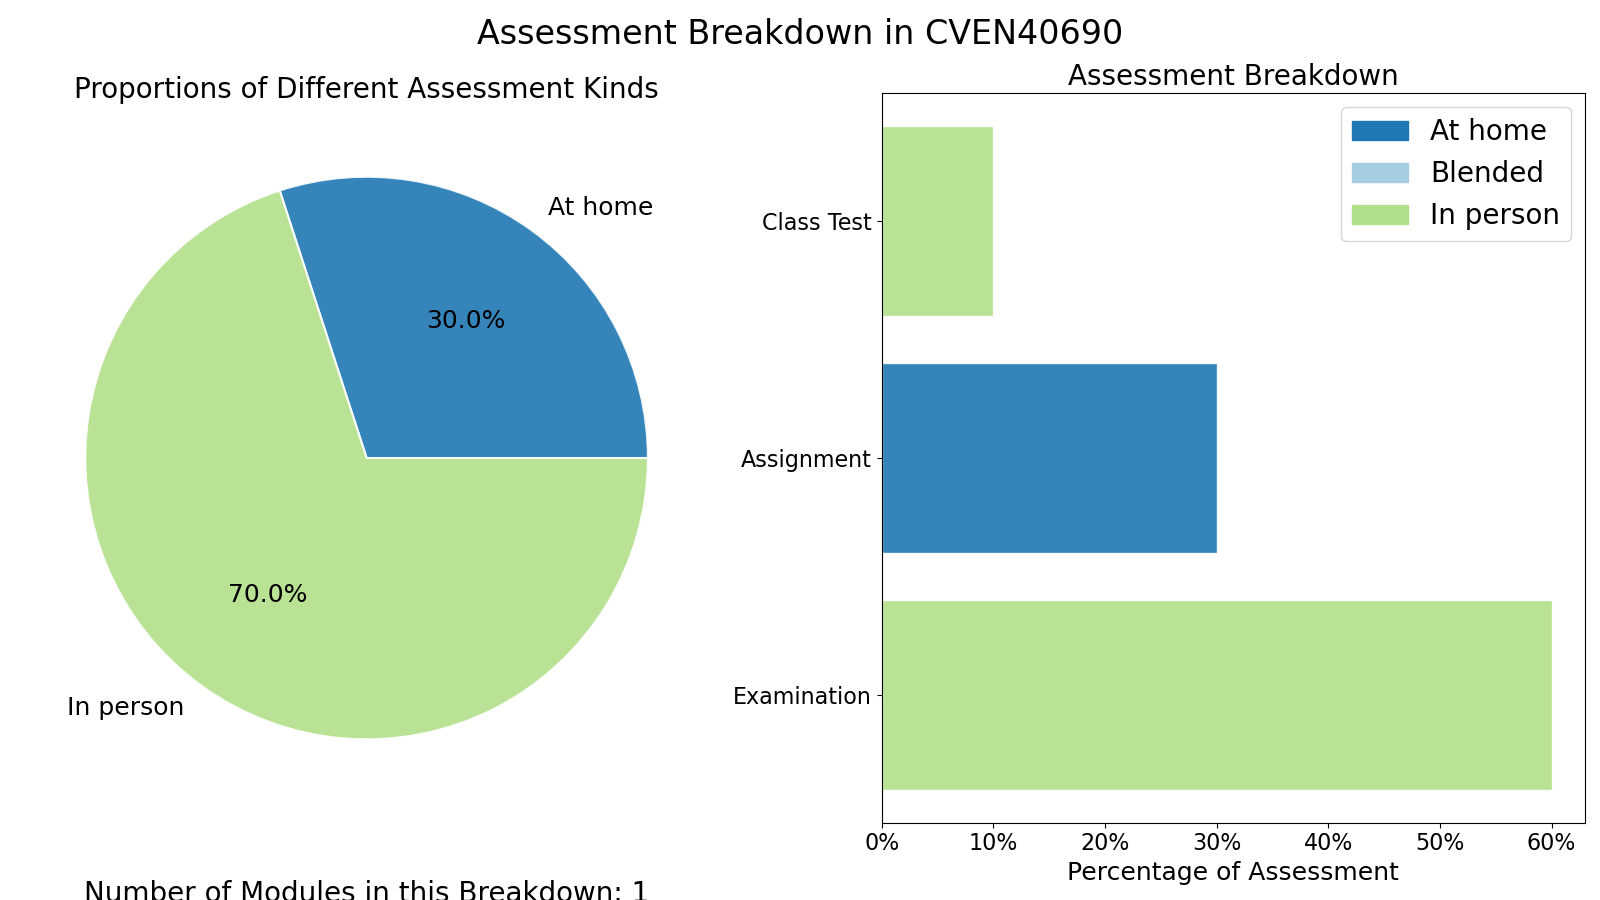 Assessment Breakdown in CVEN40690
Proportions of Different Assessment Kinds
At home
30.0%
70.0%
In person
Number of Modules in this Breakdown: 1
Assessment Breakdown
At home
Blended
In person
Class Test
Assignment
Examination
0% 10% 20% 30% 40% 50% 60%
Percentage of Assessment